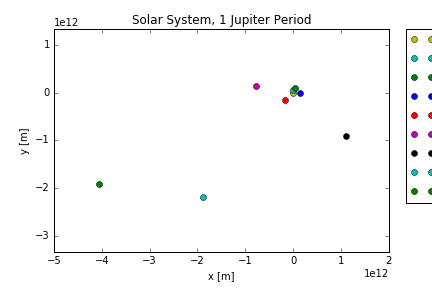 Solar System, 1 Jupiter Period
1e12
1
0
−1
−2
−3
y [m]
−5 −4 −3 −2 −1 0 1 2
x [m]
1e12